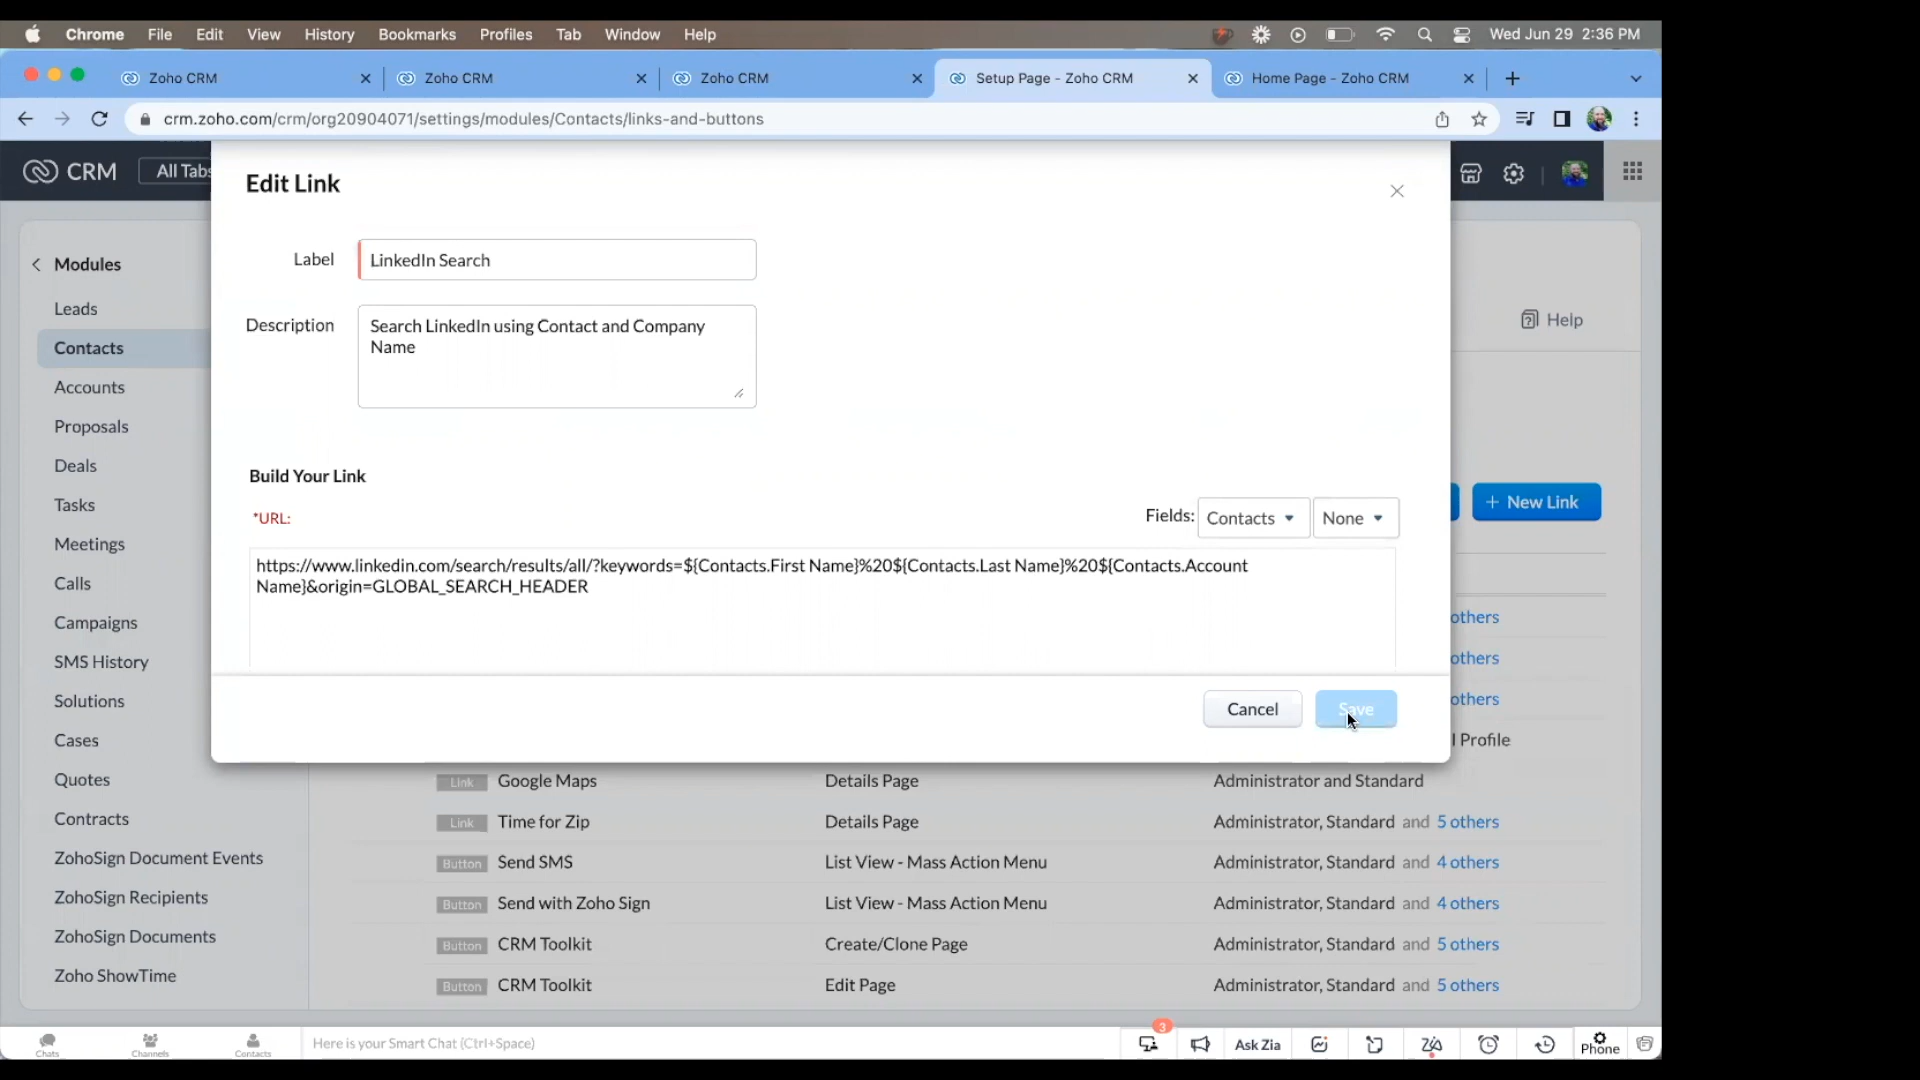 Chrome File Edit View History Bookmarks Profiles Tab Window Help Wed Jun 29 2:36 PM
Zoho CRM Zoho CRM Zoho CRM Setup Page - Zoho CRM Home Page - Zoho CRM
crm.zoho.com/crm/org20904071/settings/modules/Contacts/links-and-buttons
CRM All Tabs
Edit Link
Label LinkedIn Search
Description Search LinkedIn using Contact and Company
Name
Build Your Link
*URL:
Fields: Contacts None
https://www.linkedin.com/search/results/all/?keywords=${Contacts.First Name}%20${Contacts.Last Name}%20${Contacts.Account
Name}&origin=GLOBAL_SEARCH_HEADER
Cancel Save
Modules
Leads
Contacts
Accounts
Proposals
Deals
Tasks
Meetings
Calls
Campaigns
SMS History
Solutions
Cases
Quotes
Contracts
ZohoSign Document Events
ZohoSign Recipients
ZohoSign Documents
Zoho ShowTime
Help
+ New Link
others
others
others
l Profile
Link Google Maps Details Page Administrator and Standard
Link Time for Zip Details Page Administrator, Standard and 5 others
Button Send SMS List View - Mass Action Menu Administrator, Standard and 4 others
Button Send with Zoho Sign List View - Mass Action Menu Administrator, Standard and 4 others
Button CRM Toolkit Create/Clone Page Administrator, Standard and 5 others
Button CRM Toolkit Edit Page Administrator, Standard and 5 others
Chats Channels Contacts Here is your Smart Chat (Ctrl+Space) 3 Ask Zia Phone